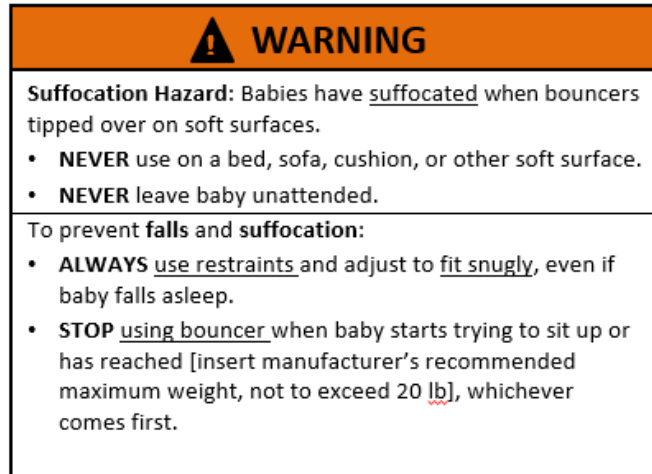 WARNING
Suffocation Hazard: Babies have suffocated when bouncers
tipped over on soft surfaces.
• NEVER use on a bed, sofa, cushion, or other soft surface.
• NEVER leave baby unattended.
To prevent falls and suffocation:
• ALWAYS use restraints and adjust to fit snugly, even if
baby falls asleep.
• STOP using bouncer when baby starts trying to sit up or
has reached [insert manufacturer’s recommended
maximum weight, not to exceed 20 lb], whichever
comes first.